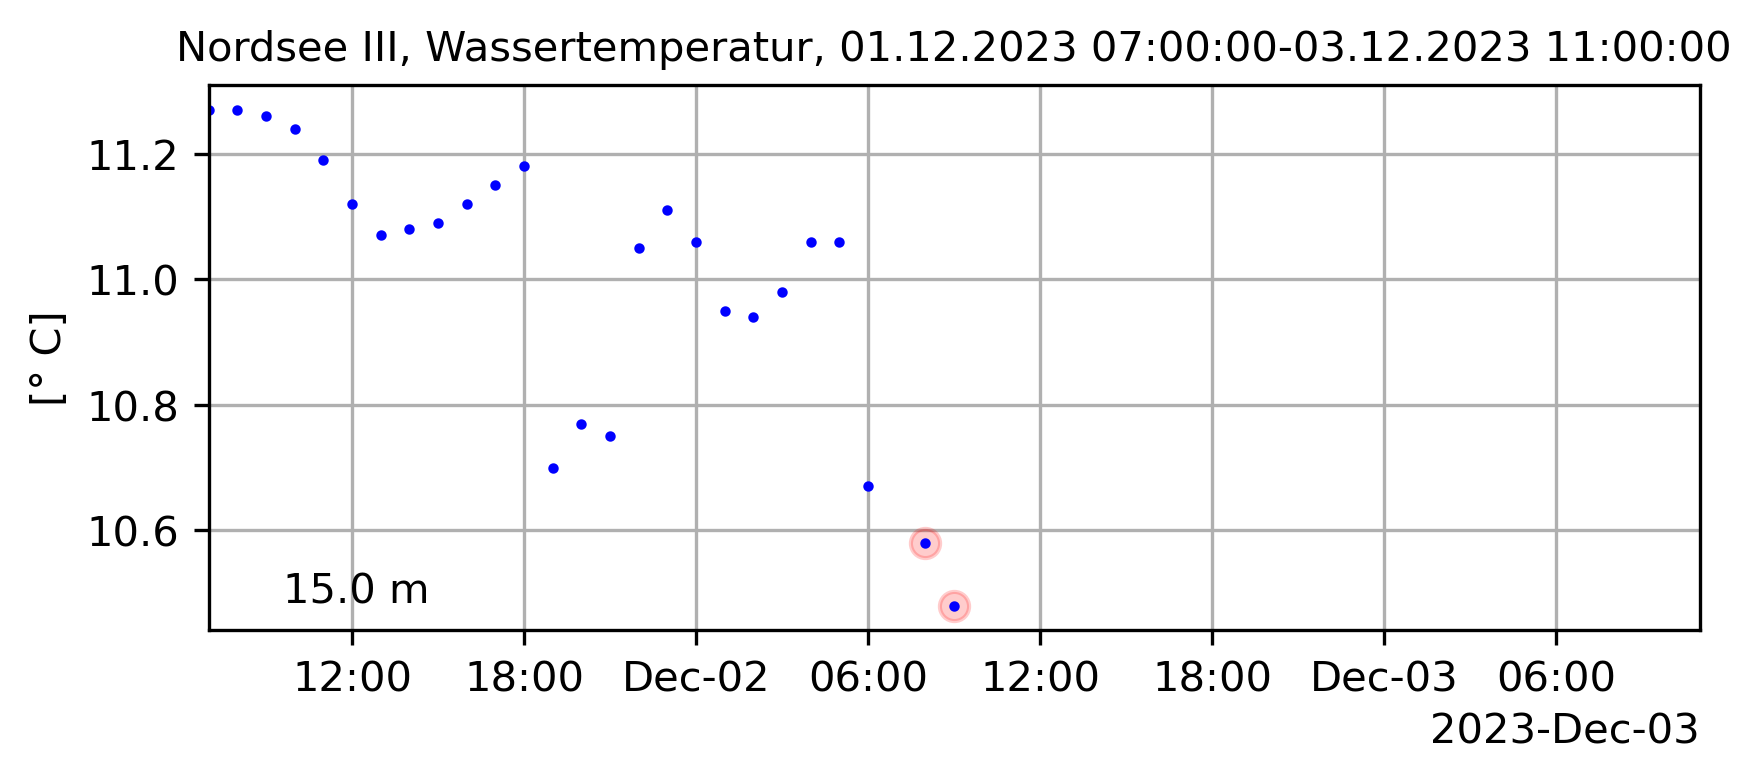 Nordsee III, Wassertemperatur, 01.12.2023 07:00:00-03.12.2023 11:00:00
11.2
11.0
10.8
10.6
[° C]
15.0 m
12:00 18:00 Dec-02 06:00 12:00 18:00 Dec-03 06:00
2023-Dec-03